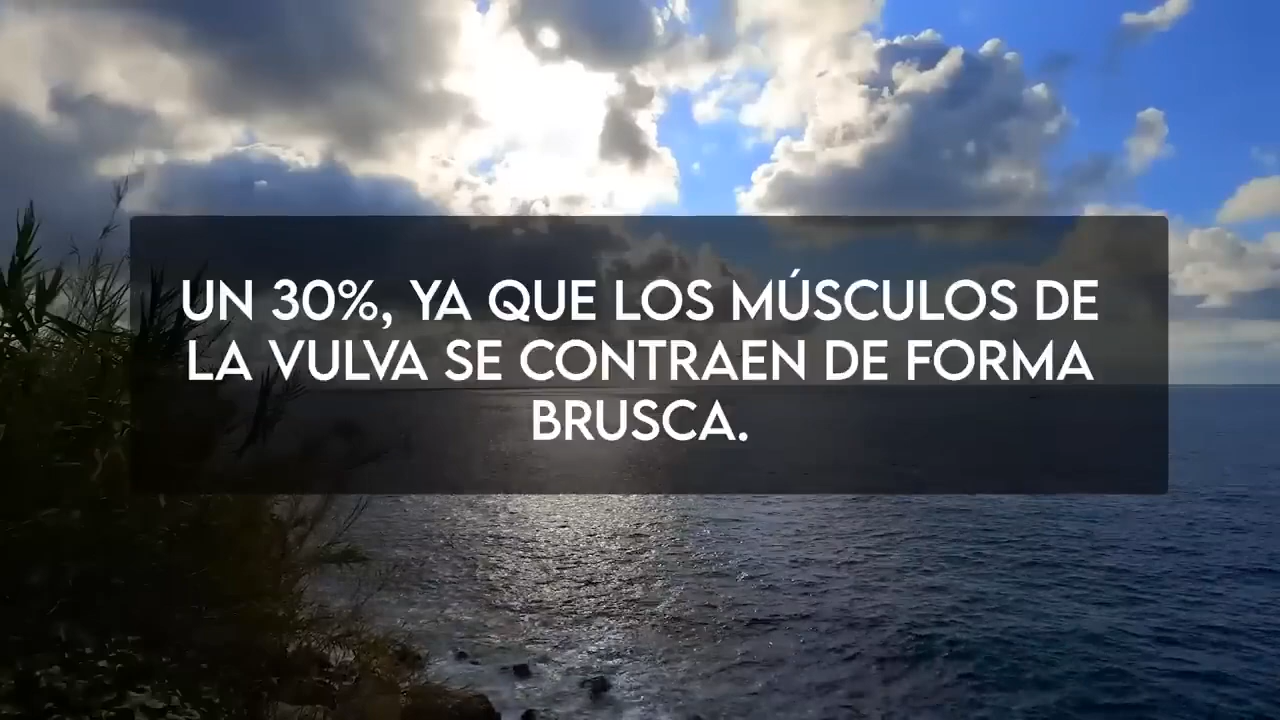 UN 30%, YA QUE LOS MÚSCULOS DE
LA VULVA SE CONTRAEN DE FORMA
BRUSCA.